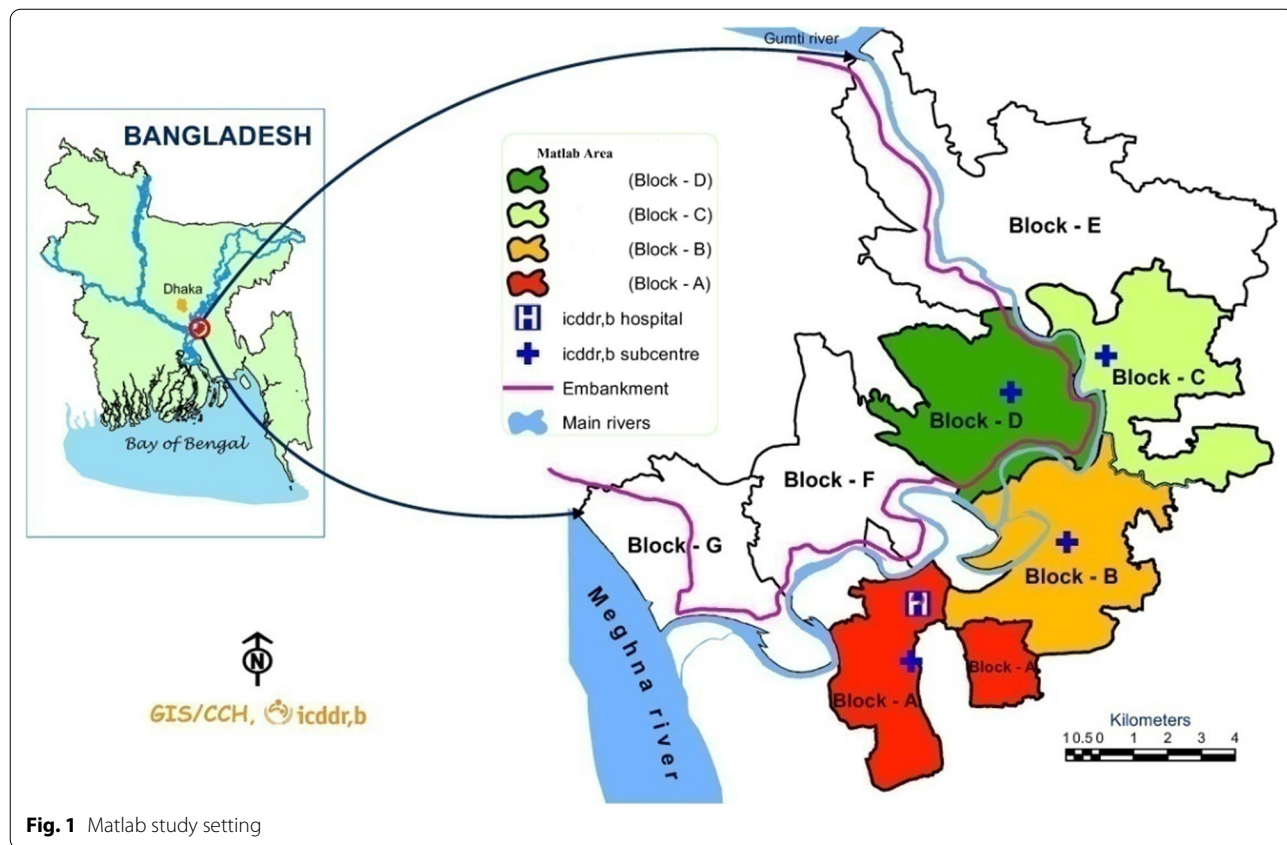 Gumti river
BANGLADESH
Dhaka
Bay of Bengal
Matlab Area
(Block - D)
(Block - C)
(Block - B)
(Block - A)
H icddr,b hospital
icddr,b subcentre
Embankment
Main rivers
Block - E
Block - C
Block - D
Block - F
Block - G
Block - B
H
Block - A
Block - A
Meghna river
N
GIS/CCH, icddr,b
Kilometers
1 0.5 0 1 2 3 4
Fig. 1 Matlab study setting